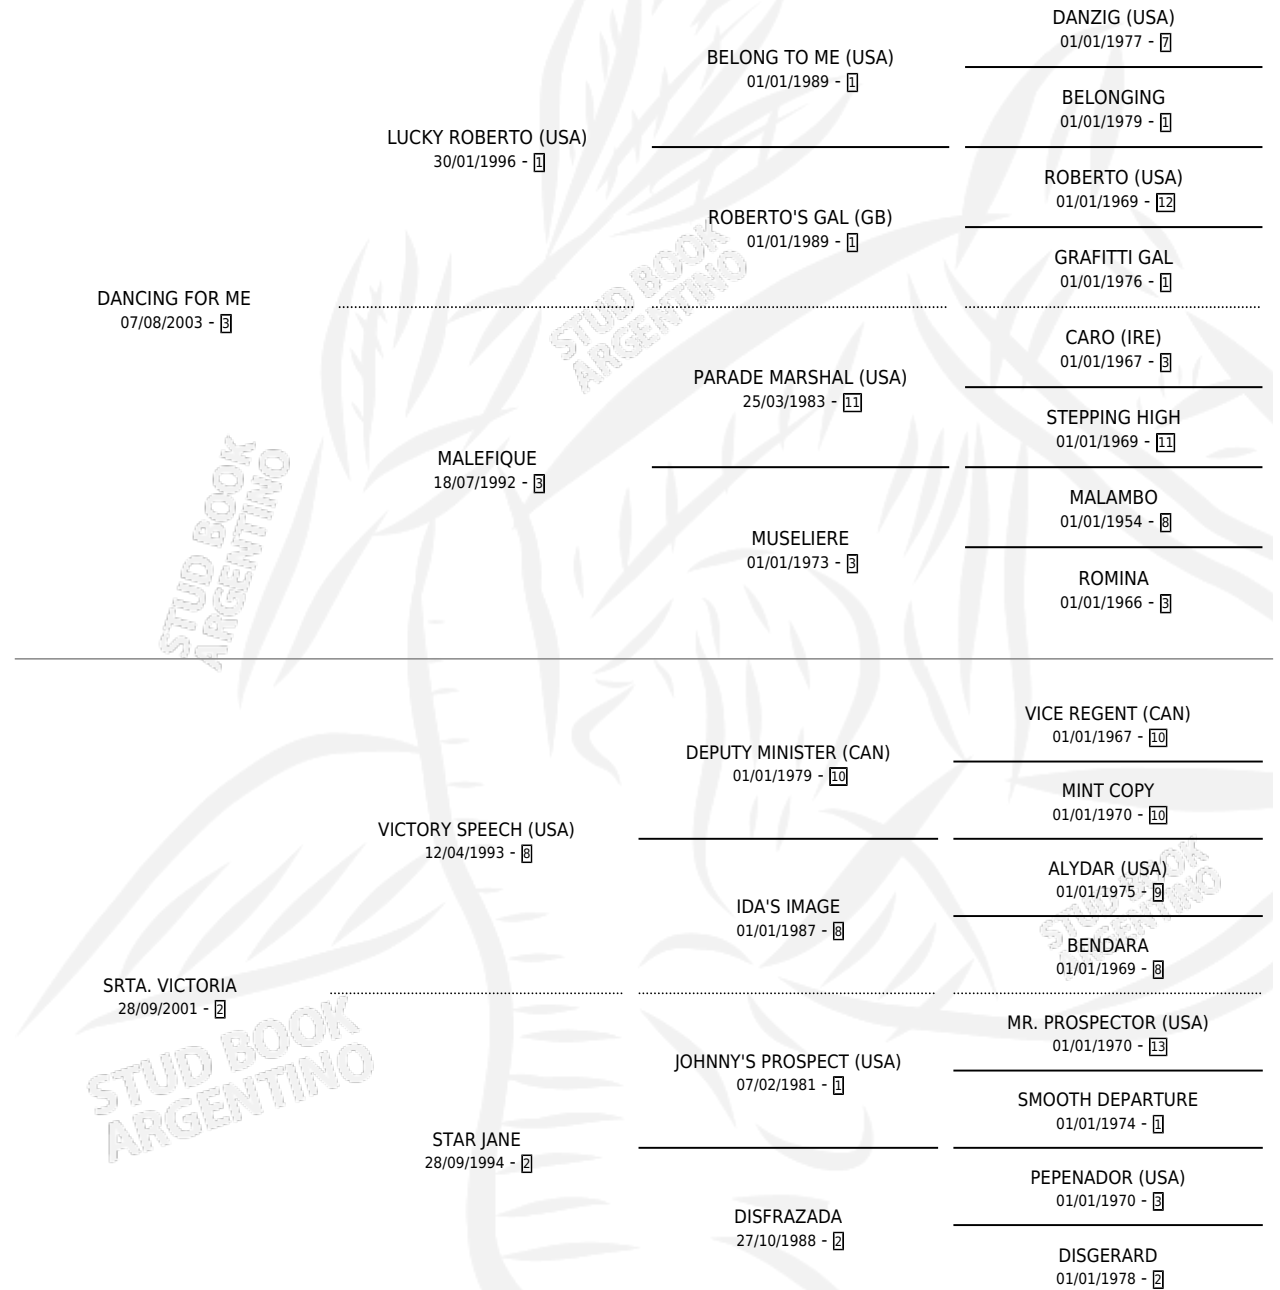 DANZIG (USA)
01/01/1977 - 7
BELONG TO ME (USA)
01/01/1989 - 1
BELONGING
01/01/1979 - 1
LUCKY ROBERTO (USA)
30/01/1996 - 1
ROBERTO (USA)
01/01/1969 - 12
ROBERTO'S GAL (GB)
01/01/1989 - 1
GRAFITTI GAL
01/01/1976 - 1
DANCING FOR ME
07/08/2003 - 3
STUD BOOK
ARGENTINO
CARO (IRE)
01/01/1967 - 3
PARADE MARSHAL (USA)
25/03/1983 - 11
STEPPING HIGH
01/01/1969 - 11
MALEFIQUE
18/07/1992 - 3
MALAMBO
01/01/1954 - 8
MUSELIERE
01/01/1973 - 3
ROMINA
01/01/1966 - 3
STUD BOOK
ARGENTINO
VICE REGENT (CAN)
01/01/1967 - 10
DEPUTY MINISTER (CAN)
01/01/1979 - 10
MINT COPY
01/01/1970 - 10
VICTORY SPEECH (USA)
12/04/1993 - 8
ALYDAR (USA)
01/01/1975 - 9
IDA'S IMAGE
01/01/1987 - 8
STUD BOOK
ARGENTINO
BENDARA
01/01/1969 - 8
SRTA. VICTORIA
28/09/2001 - 2
MR. PROSPECTOR (USA)
01/01/1970 - 13
STUD BOOK
ARGENTINO
JOHNNY'S PROSPECT (USA)
07/02/1981 - 1
SMOOTH DEPARTURE
01/01/1974 - 1
STAR JANE
28/09/1994 - 2
PEPENADOR (USA)
01/01/1970 - 3
DISFRAZADA
27/10/1988 - 2
DISGERARD
01/01/1978 - 2